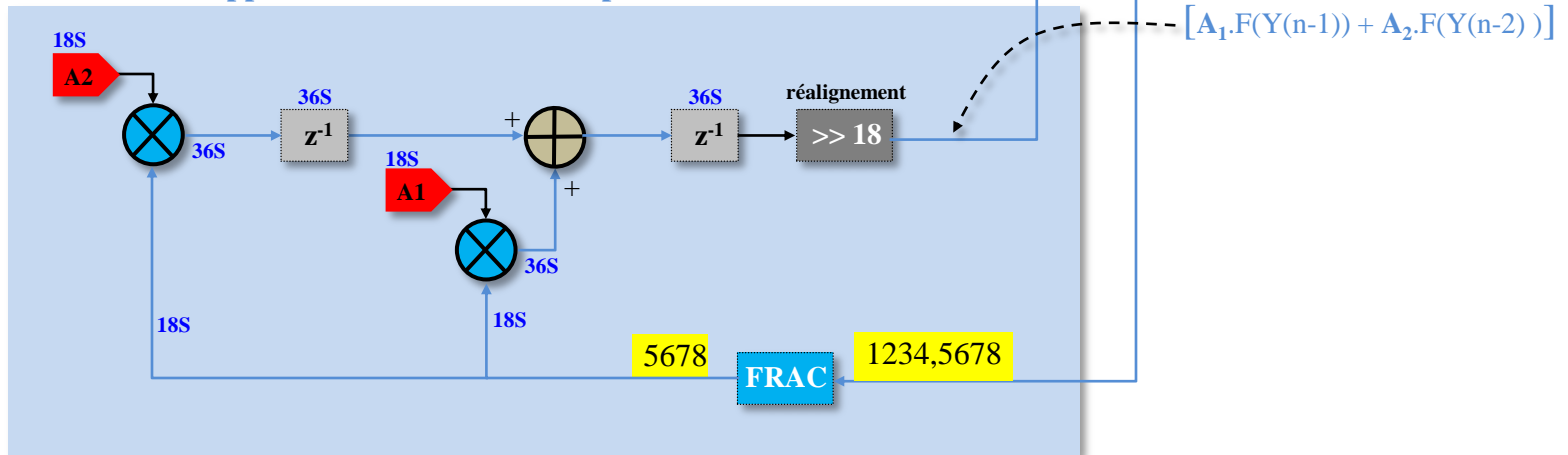 [A₁.F(Y(n-1)) + A₂.F(Y(n-2) )]
18S
A2
36S
z⁻¹
36S
+
+
36S
z⁻¹
réalignement
>> 18
18S
A1
36S
18S
18S
5678
FRAC
1234,5678